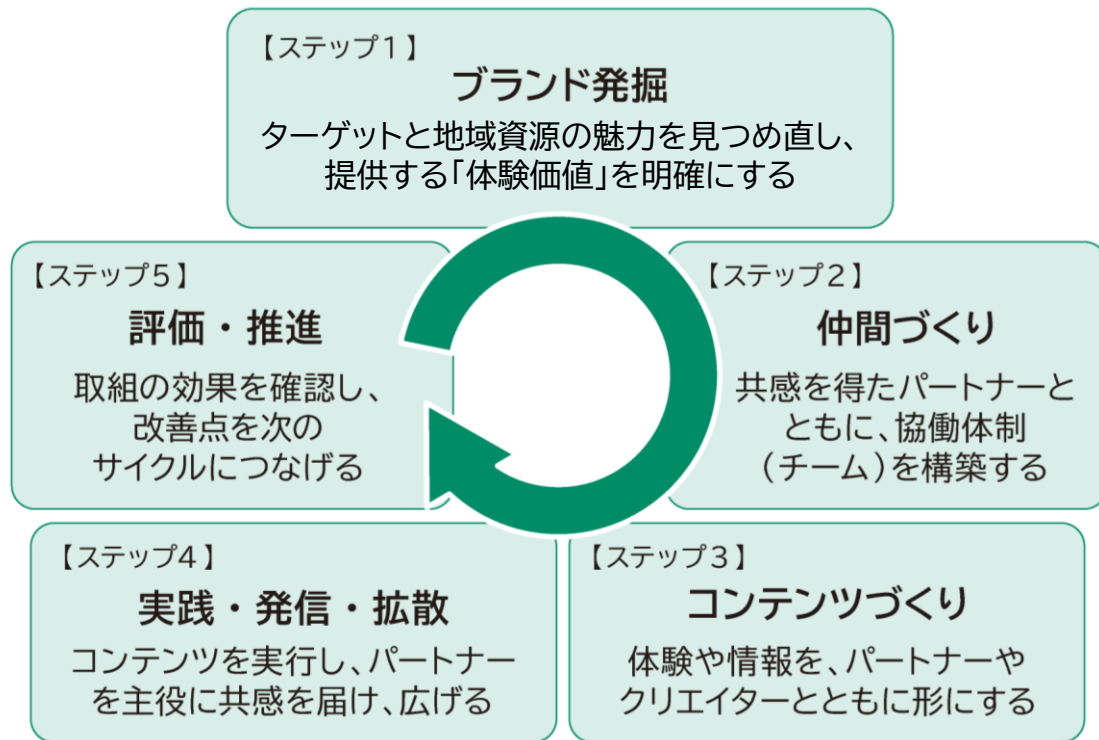 【ステップ1】
ブランド発掘
ターゲットと地域資源の魅力を見つめ直し、
提供する「体験価値」を明確にする
【ステップ2】
仲間づくり
共感を得たパートナーと
ともに、協働体制
(チーム)を構築する
【ステップ3】
コンテンツづくり
体験や情報を、パートナーや
クリエイターとともに形にする
【ステップ4】
実践・発信・拡散
コンテンツを実行し、パートナー
を主役に共感を届け、広げる
【ステップ5】
評価・推進
取組の効果を確認し、
改善点を次の
サイクルにつなげる